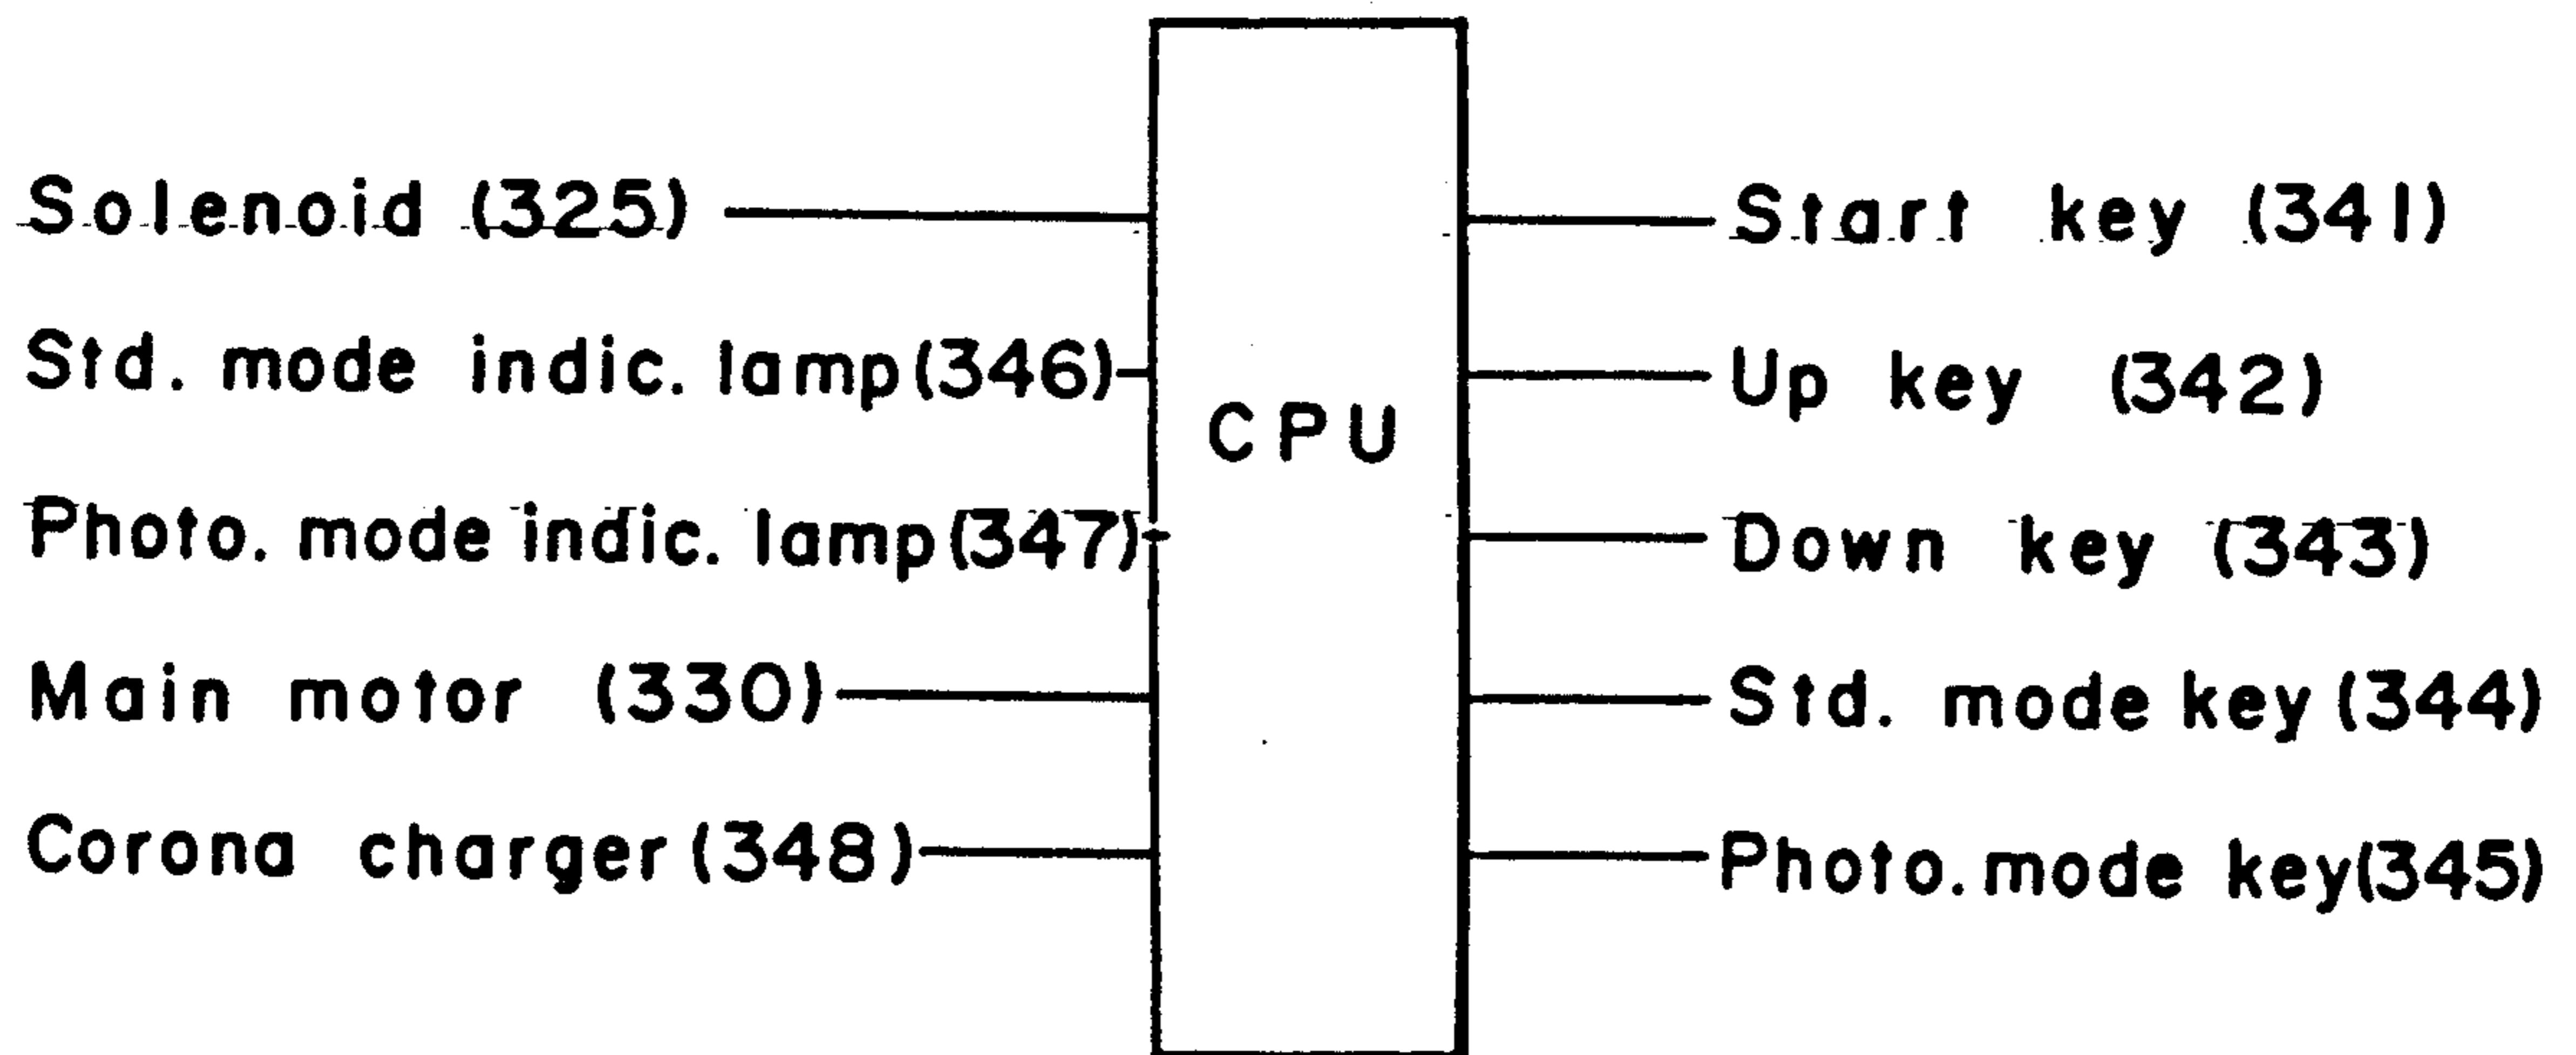 Solenoid (325)
Std. mode indic. lamp (346)
Photo. mode indic. lamp (347)
Main motor (330)
Corona charger (348)
CPU
Start key (341)
Up key (342)
Down key (343)
Std. mode key (344)
Photo. mode key (345)